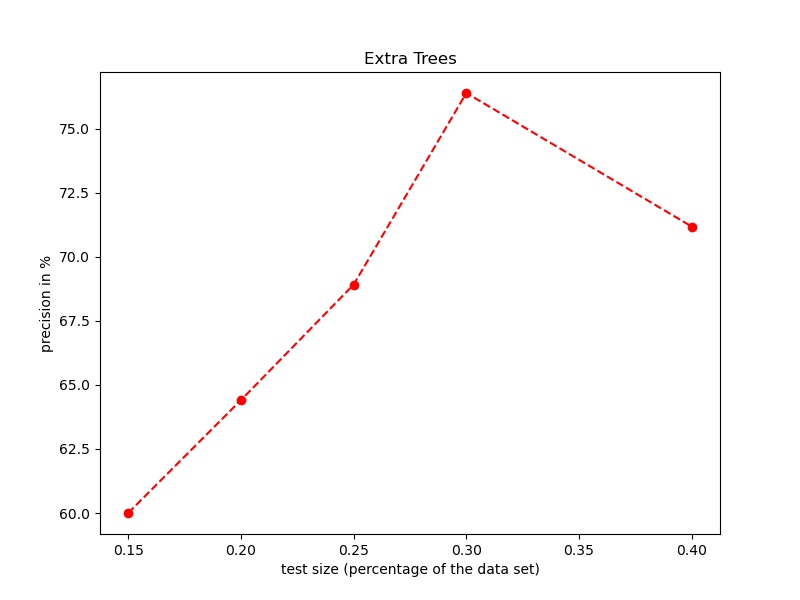 Extra Trees
75.0
72.5
70.0
67.5
65.0
62.5
60.0
precision in %
0.15 0.20 0.25 0.30 0.35 0.40
test size (percentage of the data set)